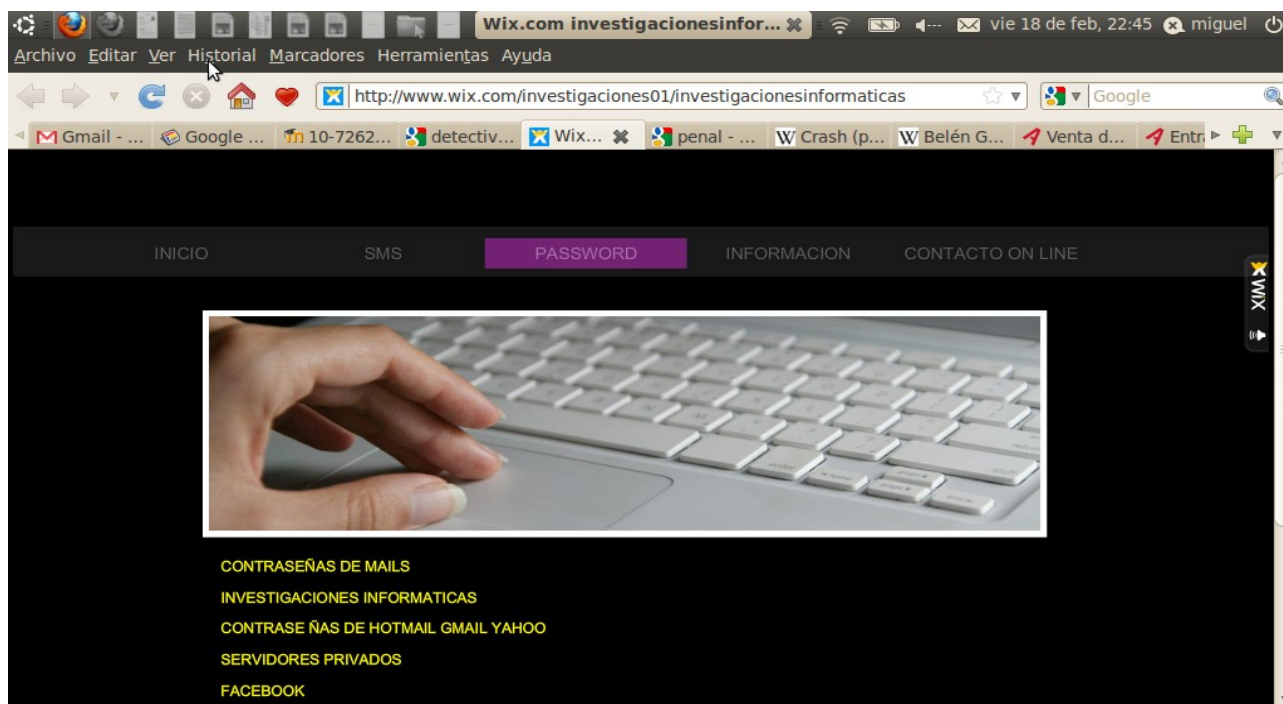 Wix.com investigacionesinfor... vie 18 de feb, 22:45 miguel
Archivo Editar Ver Historial Marcadores Herramientas Ayuda
http://www.wix.com/investigaciones01/investigacionesinformaticas Google
Gmail - ... Google ... 10-7262... detectiv... Wix... penal - ... Crash (p... Belén G... Venta d... Entr
INICIO SMS PASSWORD INFORMACION CONTACTO ON LINE
WIX
CONTRASEÑAS DE MAILS
INVESTIGACIONES INFORMATICAS
CONTRASE ÑAS DE HOTMAIL GMAIL YAHOO
SERVIDORES PRIVADOS
FACEBOOK